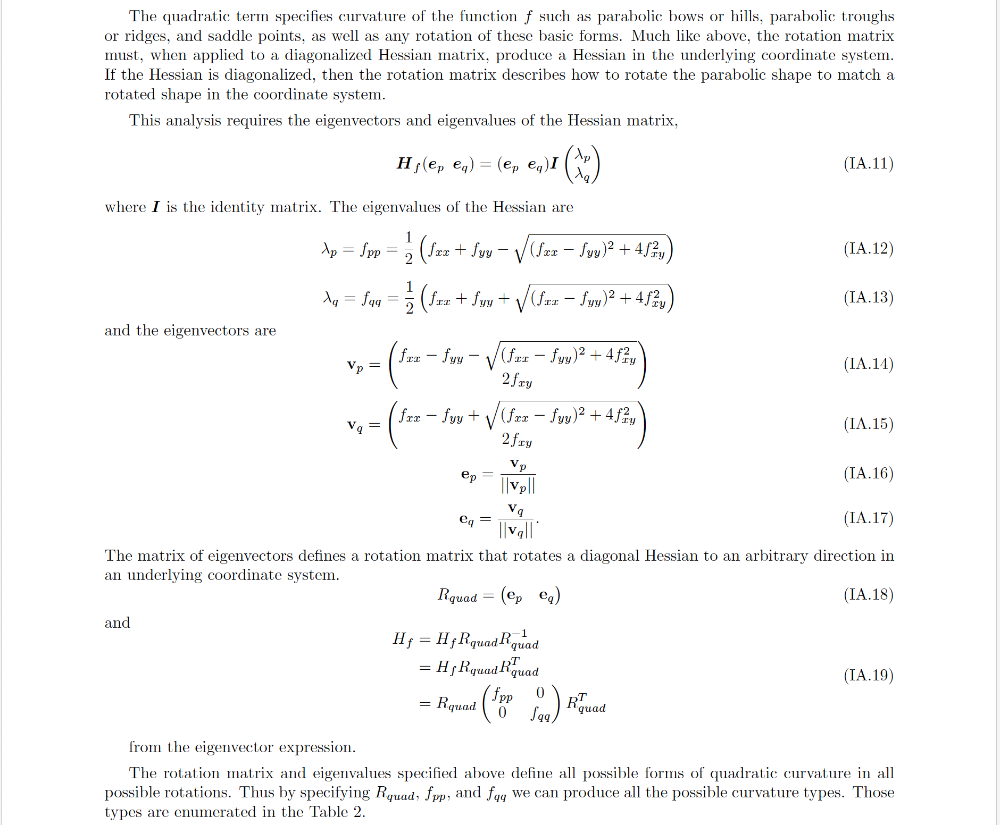 The quadratic term specifies curvature of the function f such as parabolic bows or hills, parabolic troughs
or ridges, and saddle points, as well as any rotation of these basic forms. Much like above, the rotation matrix
must, when applied to a diagonalized Hessian matrix, produce a Hessian in the underlying coordinate system.
If the Hessian is diagonalized, then the rotation matrix describes how to rotate the parabolic shape to match a
rotated shape in the coordinate system.
This analysis requires the eigenvectors and eigenvalues of the Hessian matrix,
$\boldsymbol{H}_f(\boldsymbol{e}_p \ \boldsymbol{e}_q) = (\boldsymbol{e}_p \ \boldsymbol{e}_q)\boldsymbol{I}\begin{pmatrix}\lambda_p \\ \lambda_q\end{pmatrix}$ (IA.11)
where $\boldsymbol{I}$ is the identity matrix. The eigenvalues of the Hessian are
$\lambda_p = f_{pp} = \frac{1}{2}\left(f_{xx} + f_{yy} - \sqrt{(f_{xx} - f_{yy})^2 + 4f_{xy}^2}\right)$ (IA.12)
$\lambda_q = f_{qq} = \frac{1}{2}\left(f_{xx} + f_{yy} + \sqrt{(f_{xx} - f_{yy})^2 + 4f_{xy}^2}\right)$ (IA.13)
and the eigenvectors are
$\mathbf{v}_p = \begin{pmatrix}f_{xx} - f_{yy} - \sqrt{(f_{xx} - f_{yy})^2 + 4f_{xy}^2} \\ 2f_{xy}\end{pmatrix}$ (IA.14)
$\mathbf{v}_q = \begin{pmatrix}f_{xx} - f_{yy} + \sqrt{(f_{xx} - f_{yy})^2 + 4f_{xy}^2} \\ 2f_{xy}\end{pmatrix}$ (IA.15)
$\mathbf{e}_p = \frac{\mathbf{v}_p}{||\mathbf{v}_p||}$ (IA.16)
$\mathbf{e}_q = \frac{\mathbf{v}_q}{||\mathbf{v}_q||}.$ (IA.17)
The matrix of eigenvectors defines a rotation matrix that rotates a diagonal Hessian to an arbitrary direction in
an underlying coordinate system.
$R_{quad} = \begin{pmatrix}\mathbf{e}_p & \mathbf{e}_q\end{pmatrix}$ (IA.18)
and
$H_f = H_f R_{quad} R_{quad}^{-1}$
$= H_f R_{quad} R_{quad}^T$
$= R_{quad}\begin{pmatrix}f_{pp} & 0 \\ 0 & f_{qq}\end{pmatrix} R_{quad}^T$ (IA.19)
from the eigenvector expression.
The rotation matrix and eigenvalues specified above define all possible forms of quadratic curvature in all
possible rotations. Thus by specifying $R_{quad}$, $f_{pp}$, and $f_{qq}$ we can produce all the possible curvature types. Those
types are enumerated in the Table 2.